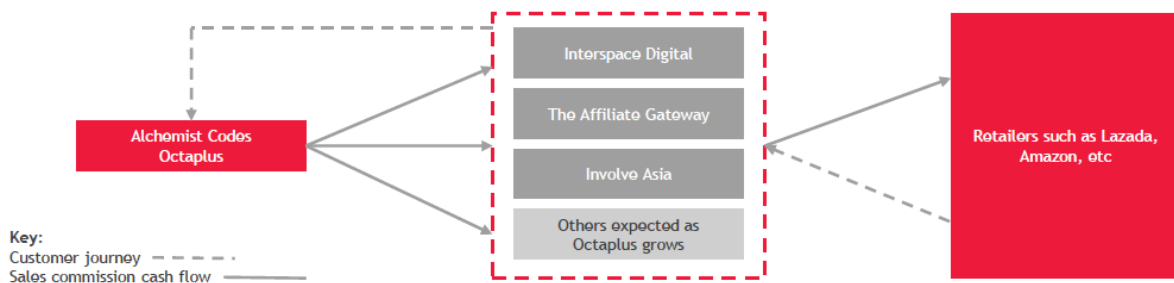 Interspace Digital
The Affiliate Gateway
Involve Asia
Others expected as
Octaplus grows
Alchemist Codes
Octaplus
Retailers such as Lazada,
Amazon, etc
Key:
Customer journey
Sales commission cash flow